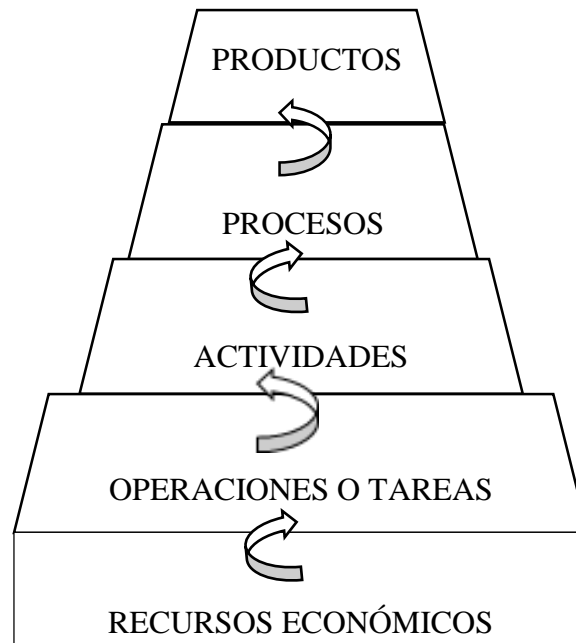 PRODUCTOS
PROCESOS
ACTIVIDADES
OPERACIONES O TAREAS
RECURSOS ECONÓMICOS